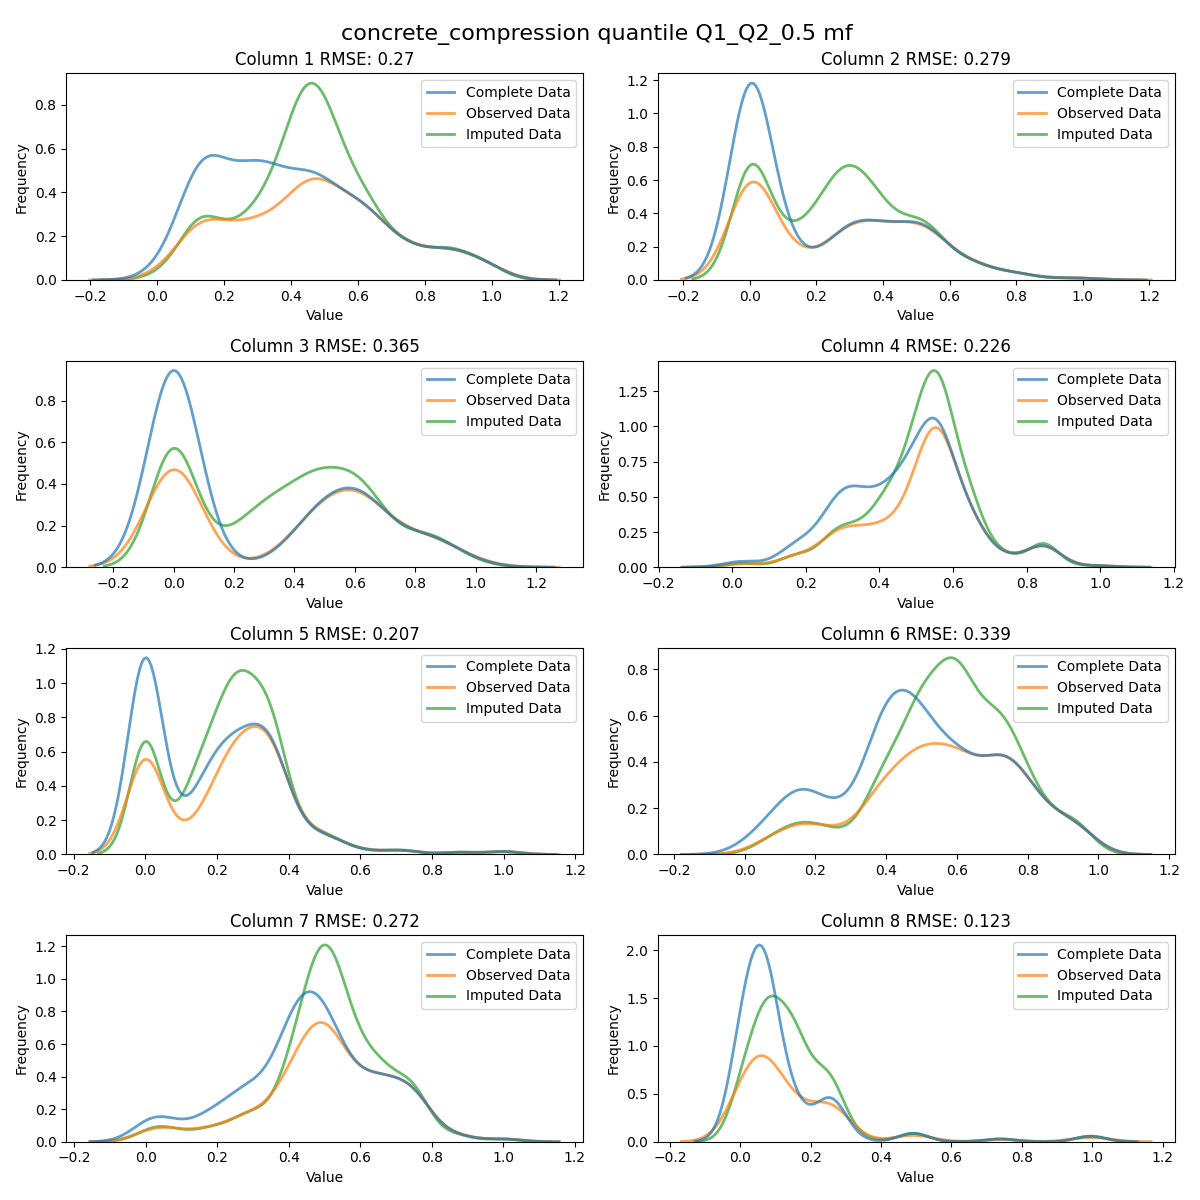 concrete_compression quantile Q1_Q2_0.5 mf
Column 1 RMSE: 0.27
Frequency
0.8
0.6
0.4
0.2
0.0
Complete Data
Observed Data
Imputed Data
−0.2 0.0 0.2 0.4 0.6 0.8 1.0 1.2
Value
Column 2 RMSE: 0.279
Frequency
1.2
1.0
0.8
0.6
0.4
0.2
0.0
Complete Data
Observed Data
Imputed Data
−0.2 0.0 0.2 0.4 0.6 0.8 1.0 1.2
Value
Column 3 RMSE: 0.365
Frequency
0.8
0.6
0.4
0.2
0.0
Complete Data
Observed Data
Imputed Data
−0.2 0.0 0.2 0.4 0.6 0.8 1.0 1.2
Value
Column 4 RMSE: 0.226
Frequency
1.25
1.00
0.75
0.50
0.25
0.00
Complete Data
Observed Data
Imputed Data
−0.2 0.0 0.2 0.4 0.6 0.8 1.0 1.2
Value
Column 5 RMSE: 0.207
Frequency
1.2
1.0
0.8
0.6
0.4
0.2
0.0
Complete Data
Observed Data
Imputed Data
−0.2 0.0 0.2 0.4 0.6 0.8 1.0 1.2
Value
Column 6 RMSE: 0.339
Frequency
0.8
0.6
0.4
0.2
0.0
Complete Data
Observed Data
Imputed Data
−0.2 0.0 0.2 0.4 0.6 0.8 1.0 1.2
Value
Column 7 RMSE: 0.272
Frequency
1.2
1.0
0.8
0.6
0.4
0.2
0.0
Complete Data
Observed Data
Imputed Data
−0.2 0.0 0.2 0.4 0.6 0.8 1.0 1.2
Value
Column 8 RMSE: 0.123
Frequency
2.0
1.5
1.0
0.5
0.0
Complete Data
Observed Data
Imputed Data
−0.2 0.0 0.2 0.4 0.6 0.8 1.0 1.2
Value